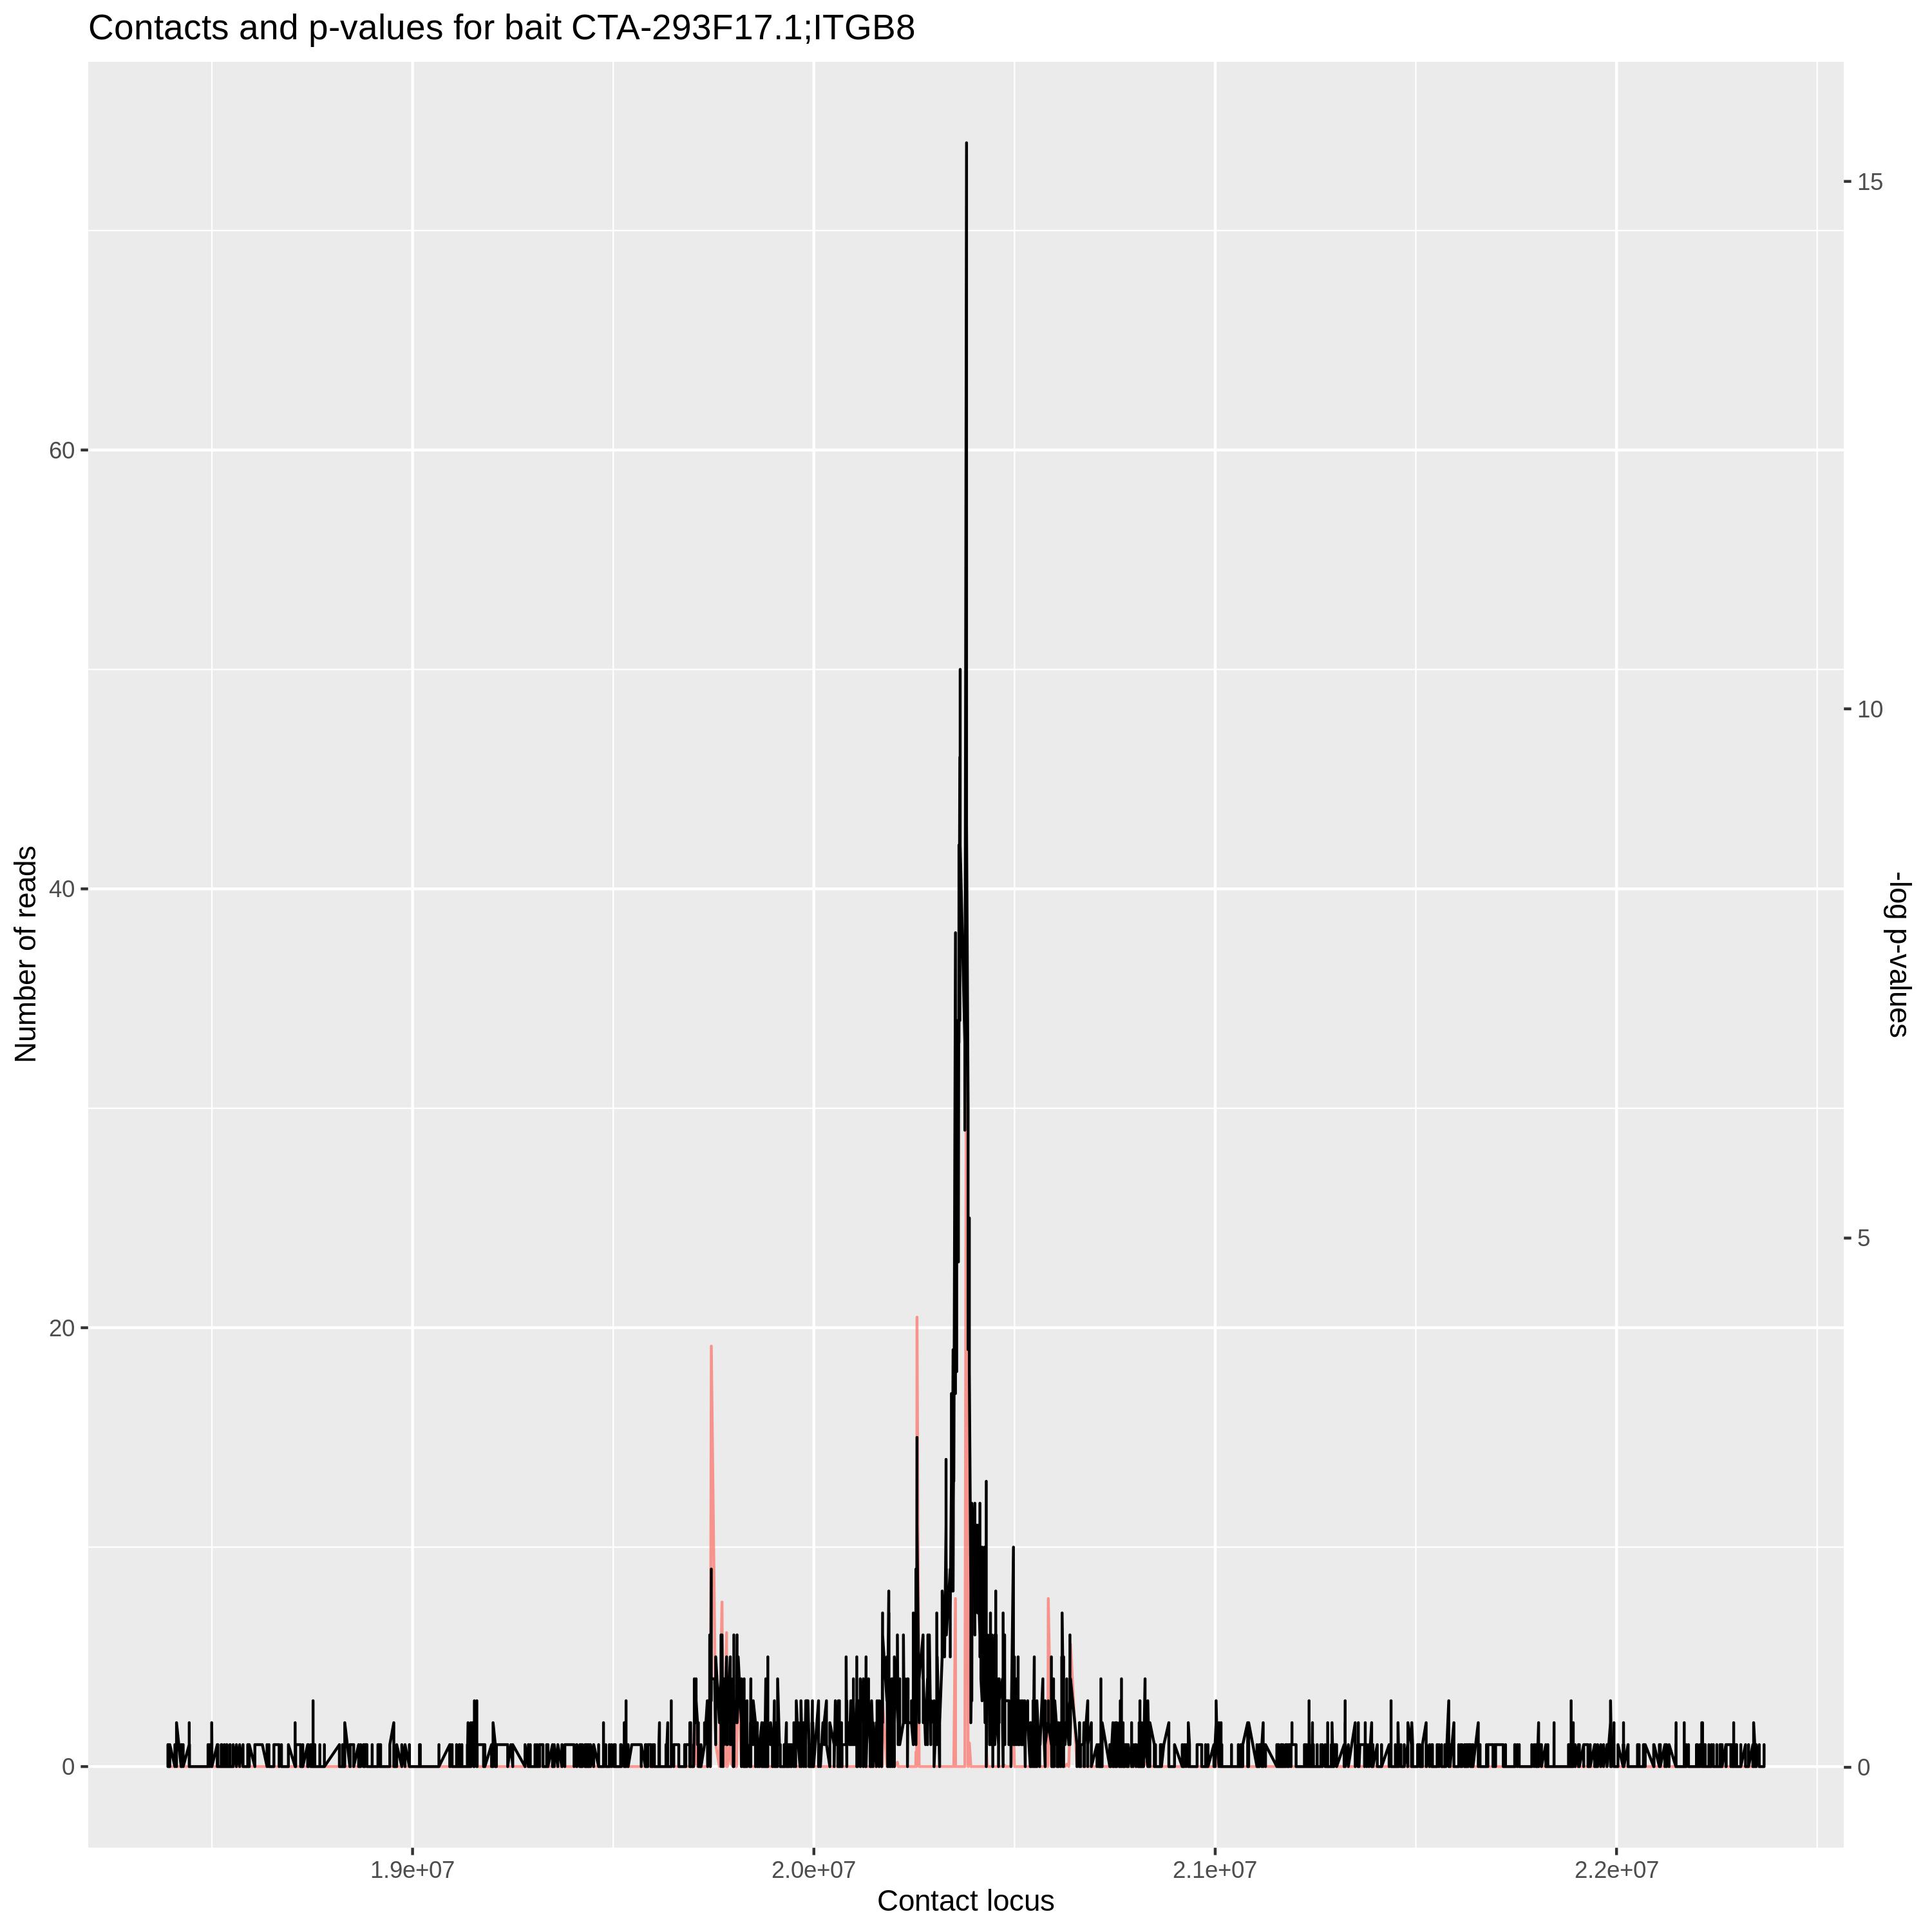 Contacts and p-values for bait CTA-293F17.1;ITGB8
15
60
10
40
Number of reads
-log p-values
5
20
0
0
1.9e+07
2.0e+07
2.1e+07
2.2e+07
Contact locus